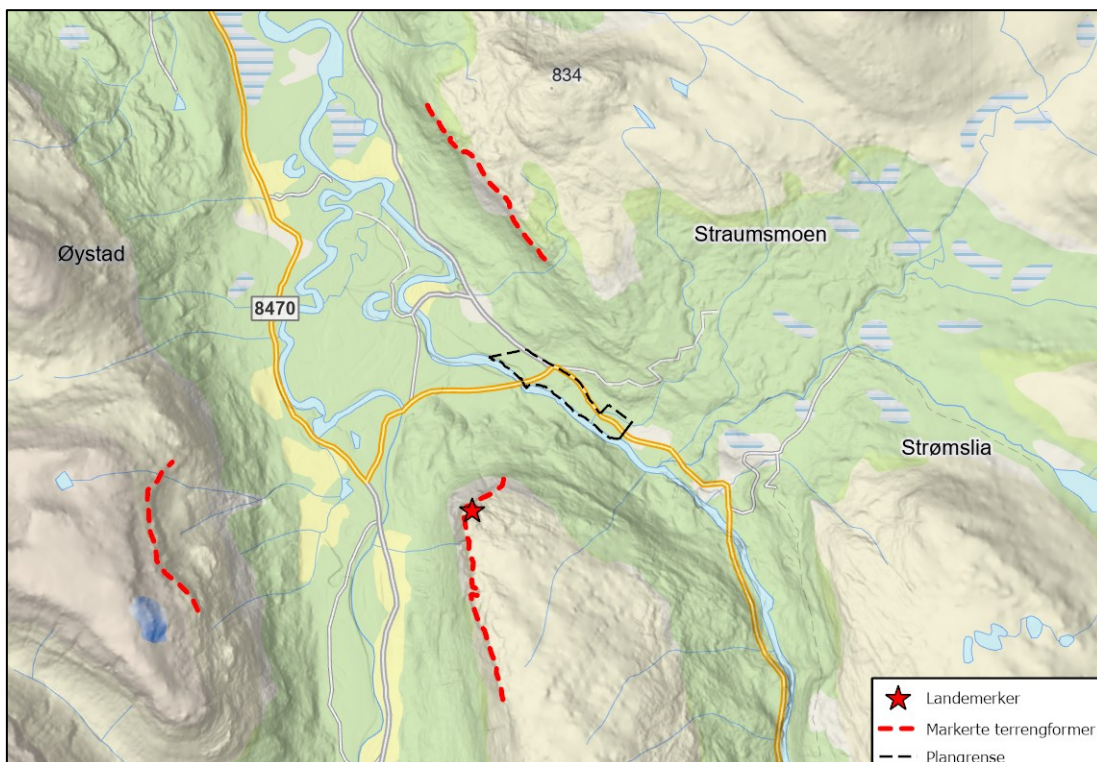 834
Straumsmoen
Øystad
8470
Strømslia
Landemerker
Markerte terrengformer
Plangrense